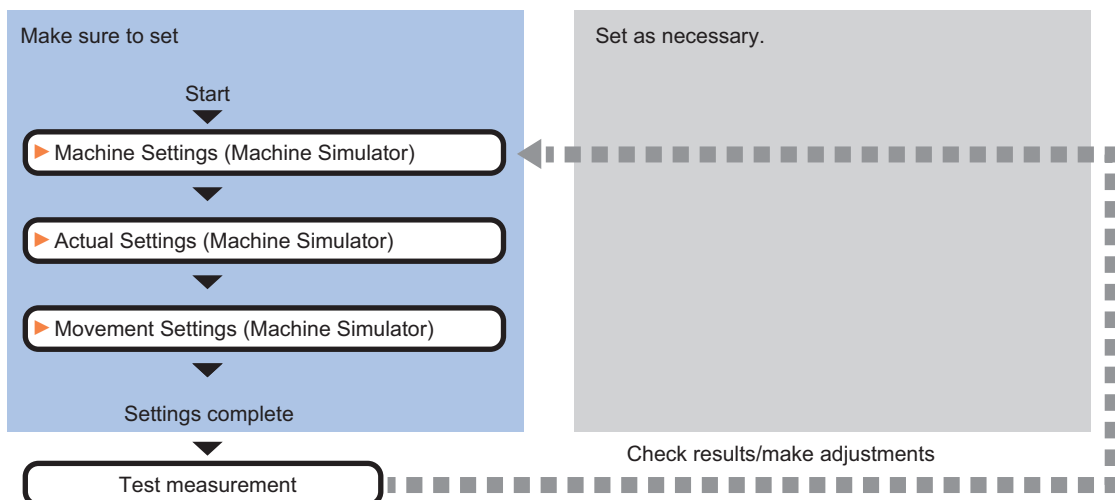 Make sure to set
Start
Machine Settings (Machine Simulator)
Actual Settings (Machine Simulator)
Movement Settings (Machine Simulator)
Settings complete
Test measurement
Set as necessary.
Check results/make adjustments